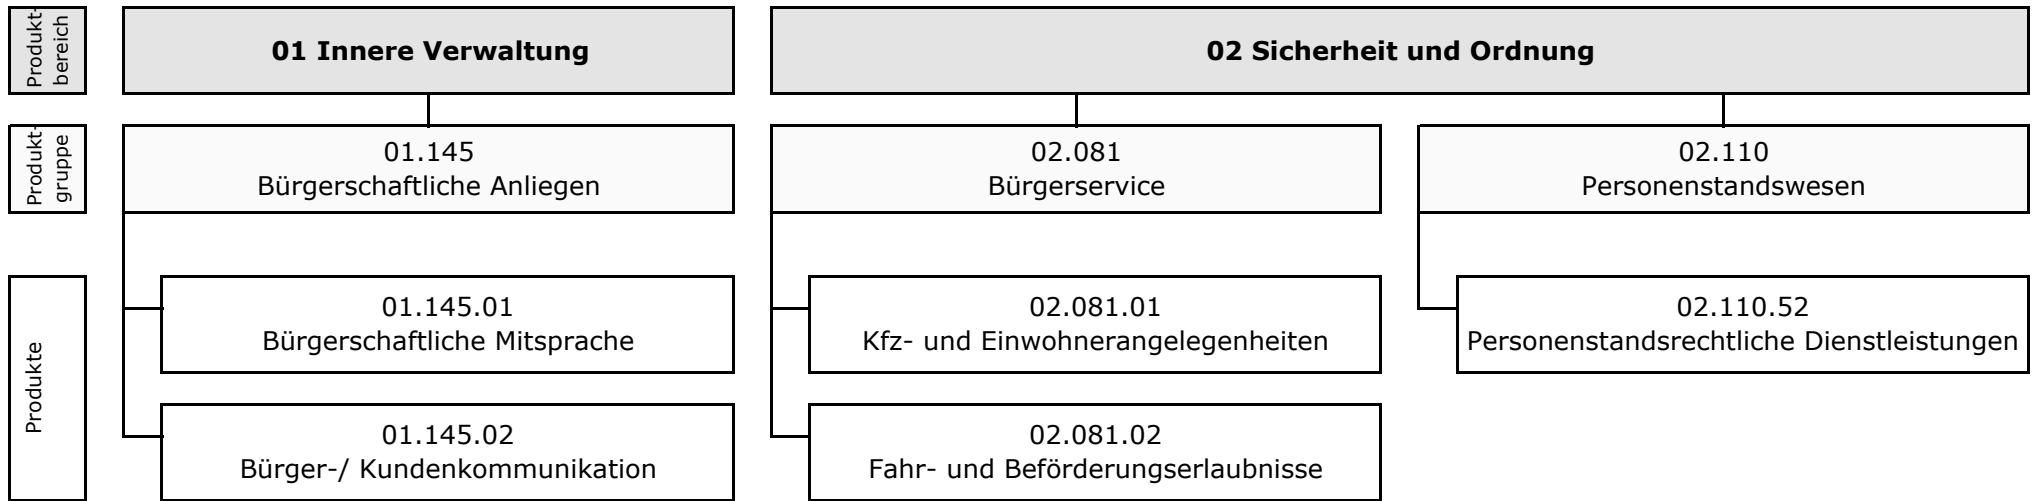 Produkt-
bereich
01 Innere Verwaltung
02 Sicherheit und Ordnung
Produkt-
gruppe
01.145
Bürgerschaftliche Anliegen
02.081
Bürgerservice
02.110
Personenstandswesen
Produkte
01.145.01
Bürgerschaftliche Mitsprache
02.081.01
Kfz- und Einwohnerangelegenheiten
02.110.52
Personenstandsrechtliche Dienstleistungen
01.145.02
Bürger-/ Kundenkommunikation
02.081.02
Fahr- und Beförderungserlaubnisse